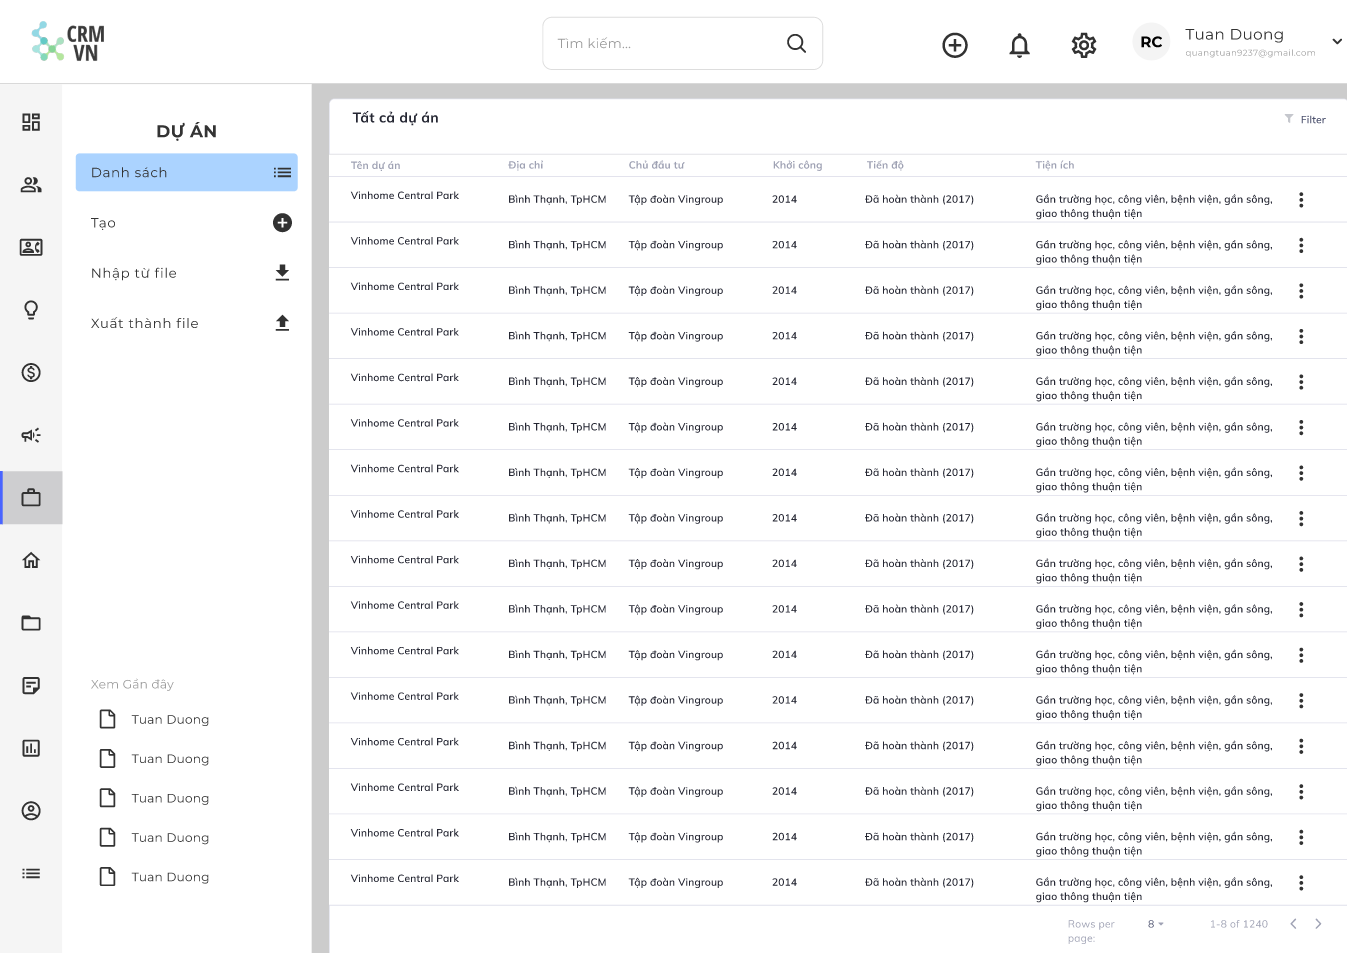 CRM
VN
Tìm kiếm...
RC
Tuan Duong
quangtuan9237@gmail.com
DỰ ÁN
Danh sách
Tạo
Nhập từ file
Xuất thành file
Xem Gần đây
Tuan Duong
Tuan Duong
Tuan Duong
Tuan Duong
Tuan Duong
Tất cả dự án
Filter
Tên dự án Địa chỉ Chủ đầu tư Khởi công Tiến độ Tiện ích
Vinhome Central Park Bình Thạnh, TpHCM Tập đoàn Vingroup 2014 Đã hoàn thành (2017) Gần trường học, công viên, bệnh viện, gần sông,
giao thông thuận tiện
Vinhome Central Park Bình Thạnh, TpHCM Tập đoàn Vingroup 2014 Đã hoàn thành (2017) Gần trường học, công viên, bệnh viện, gần sông,
giao thông thuận tiện
Vinhome Central Park Bình Thạnh, TpHCM Tập đoàn Vingroup 2014 Đã hoàn thành (2017) Gần trường học, công viên, bệnh viện, gần sông,
giao thông thuận tiện
Vinhome Central Park Bình Thạnh, TpHCM Tập đoàn Vingroup 2014 Đã hoàn thành (2017) Gần trường học, công viên, bệnh viện, gần sông,
giao thông thuận tiện
Vinhome Central Park Bình Thạnh, TpHCM Tập đoàn Vingroup 2014 Đã hoàn thành (2017) Gần trường học, công viên, bệnh viện, gần sông,
giao thông thuận tiện
Vinhome Central Park Bình Thạnh, TpHCM Tập đoàn Vingroup 2014 Đã hoàn thành (2017) Gần trường học, công viên, bệnh viện, gần sông,
giao thông thuận tiện
Vinhome Central Park Bình Thạnh, TpHCM Tập đoàn Vingroup 2014 Đã hoàn thành (2017) Gần trường học, công viên, bệnh viện, gần sông,
giao thông thuận tiện
Vinhome Central Park Bình Thạnh, TpHCM Tập đoàn Vingroup 2014 Đã hoàn thành (2017) Gần trường học, công viên, bệnh viện, gần sông,
giao thông thuận tiện
Vinhome Central Park Bình Thạnh, TpHCM Tập đoàn Vingroup 2014 Đã hoàn thành (2017) Gần trường học, công viên, bệnh viện, gần sông,
giao thông thuận tiện
Vinhome Central Park Bình Thạnh, TpHCM Tập đoàn Vingroup 2014 Đã hoàn thành (2017) Gần trường học, công viên, bệnh viện, gần sông,
giao thông thuận tiện
Vinhome Central Park Bình Thạnh, TpHCM Tập đoàn Vingroup 2014 Đã hoàn thành (2017) Gần trường học, công viên, bệnh viện, gần sông,
giao thông thuận tiện
Vinhome Central Park Bình Thạnh, TpHCM Tập đoàn Vingroup 2014 Đã hoàn thành (2017) Gần trường học, công viên, bệnh viện, gần sông,
giao thông thuận tiện
Vinhome Central Park Bình Thạnh, TpHCM Tập đoàn Vingroup 2014 Đã hoàn thành (2017) Gần trường học, công viên, bệnh viện, gần sông,
giao thông thuận tiện
Vinhome Central Park Bình Thạnh, TpHCM Tập đoàn Vingroup 2014 Đã hoàn thành (2017) Gần trường học, công viên, bệnh viện, gần sông,
giao thông thuận tiện
Vinhome Central Park Bình Thạnh, TpHCM Tập đoàn Vingroup 2014 Đã hoàn thành (2017) Gần trường học, công viên, bệnh viện, gần sông,
giao thông thuận tiện
Vinhome Central Park Bình Thạnh, TpHCM Tập đoàn Vingroup 2014 Đã hoàn thành (2017) Gần trường học, công viên, bệnh viện, gần sông,
giao thông thuận tiện
Rows per 8 1-8 of 1240
page: